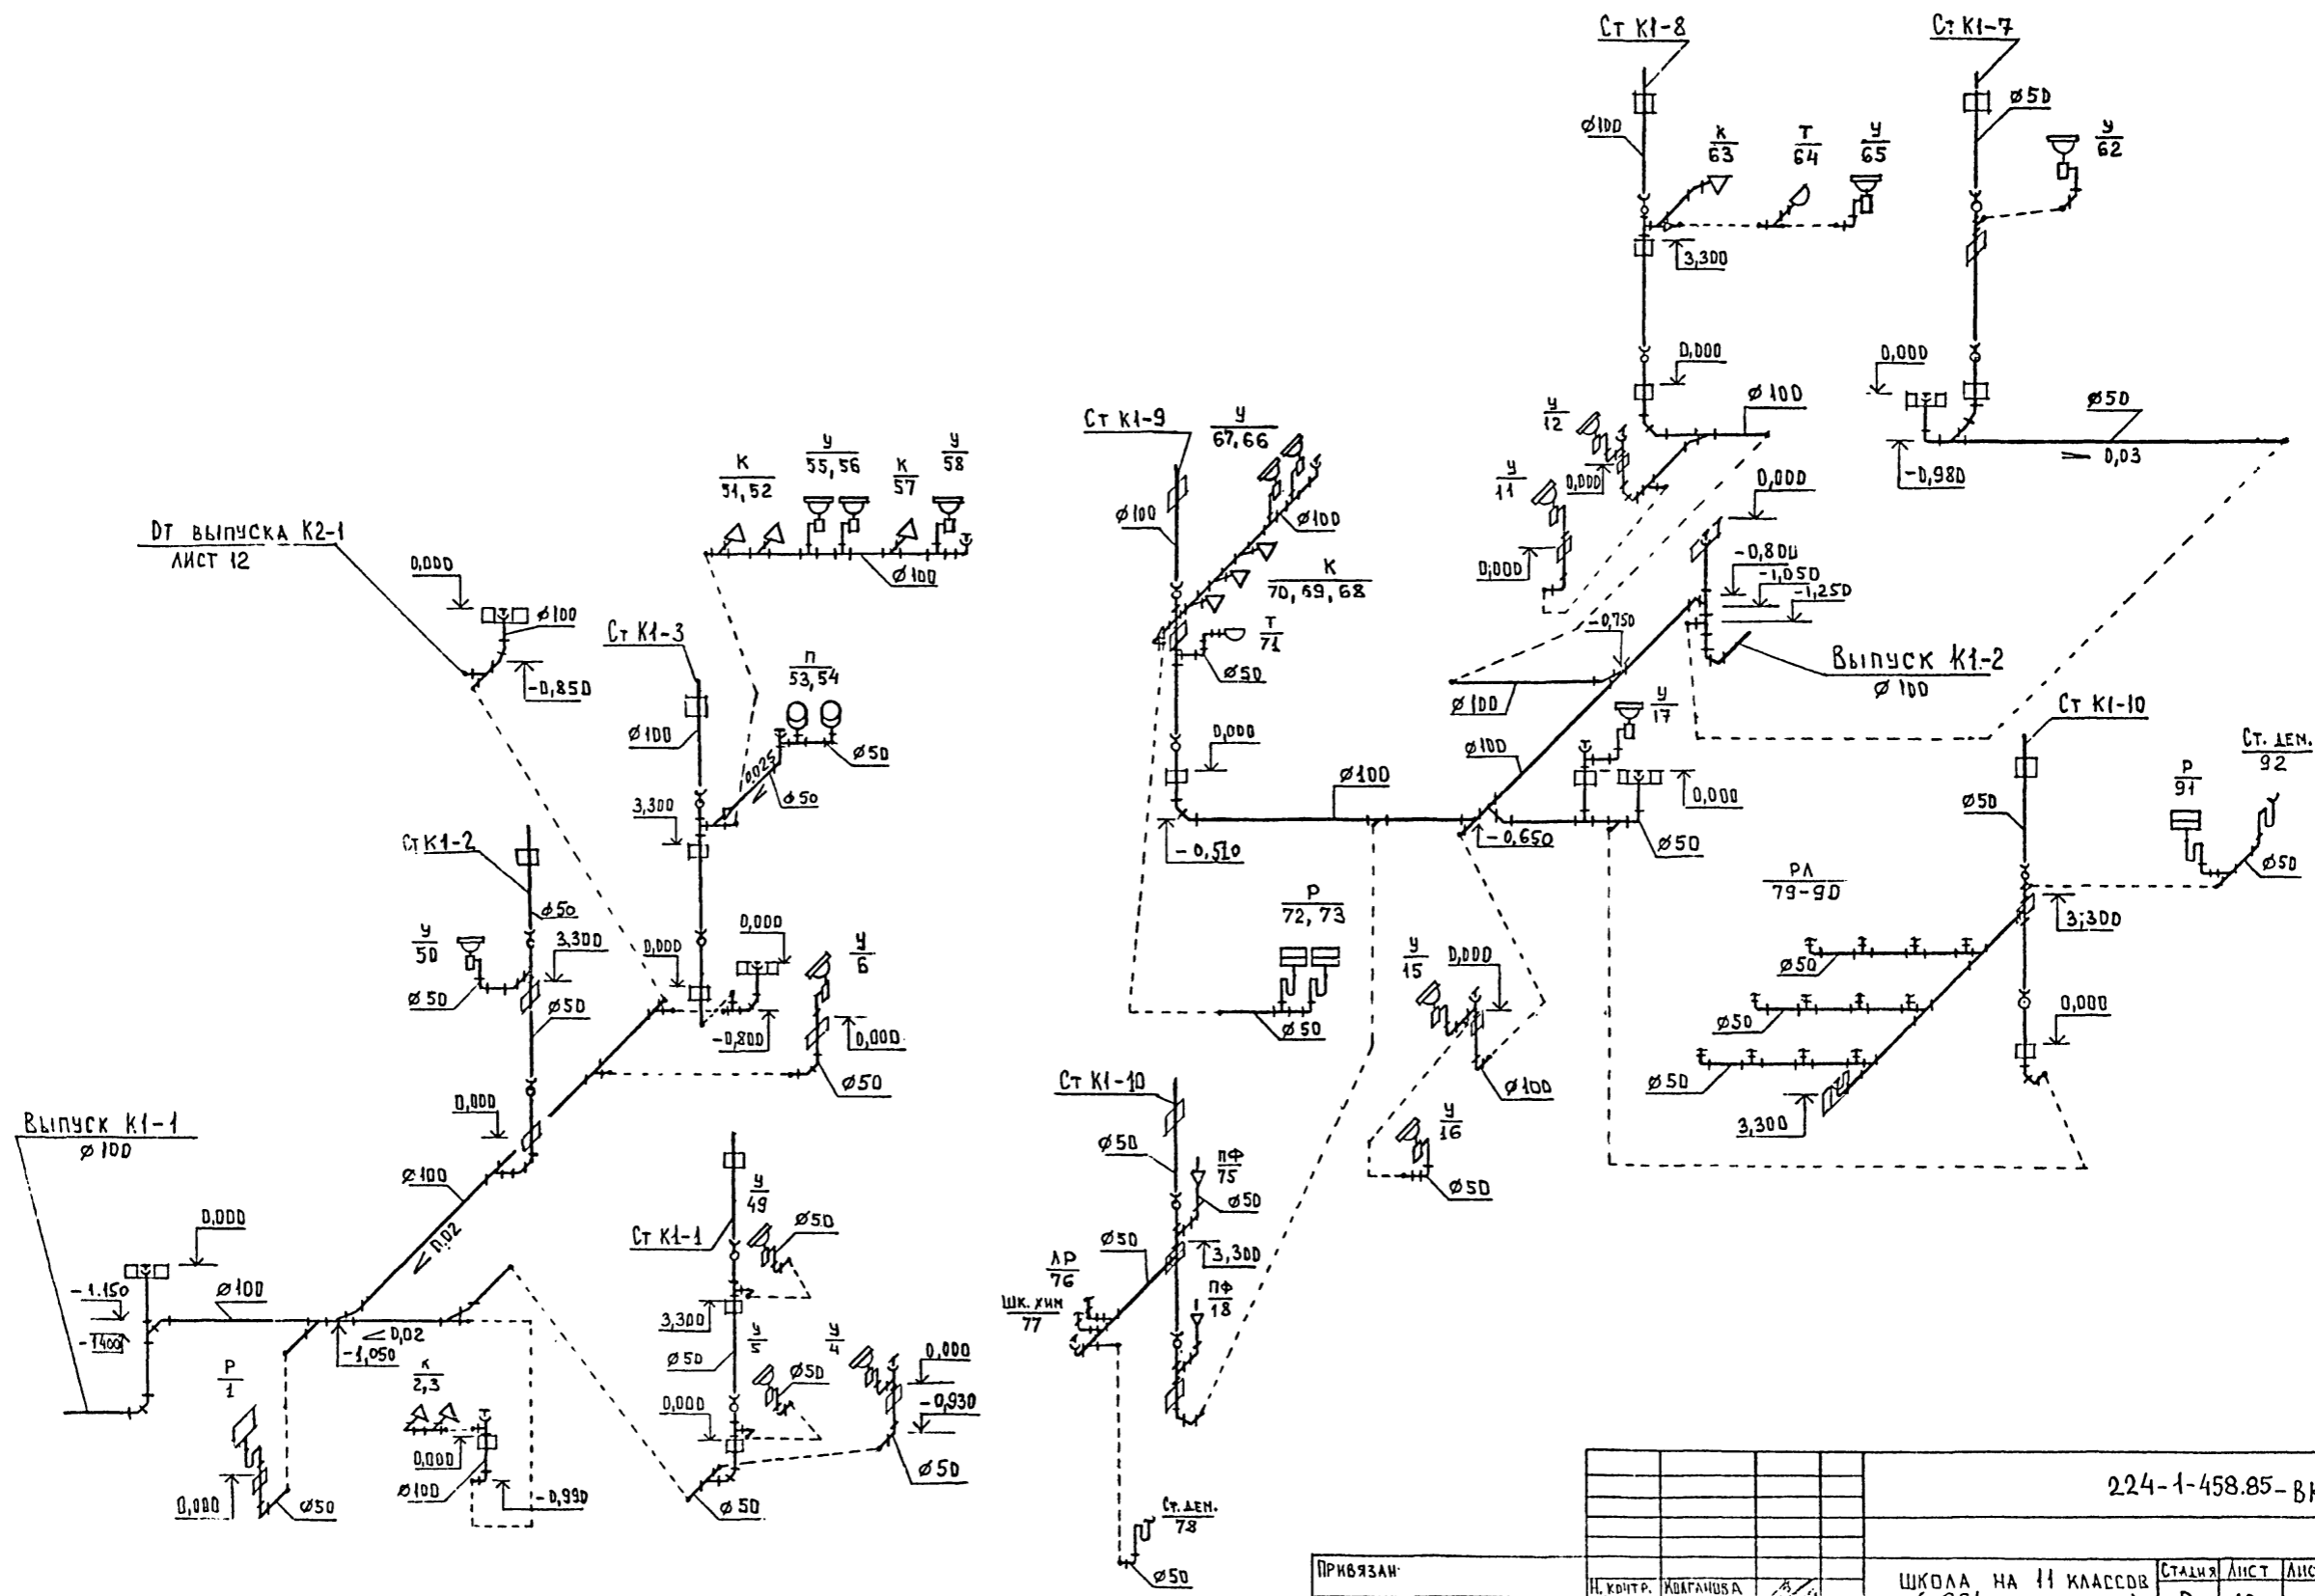 Ст К1-8
Ст К1-7
ø100
К
63
Т
64
У
65
3,300
0,000
ø100
ø50
У
62
0,000
ø50
0,03
-0,980
У
12
0,000
У
11
0,000
0,000
-0,800
-1,050
-1,250
Выпуск К1-2
ø100
-0,750
ø100
ø100
Ст К1-9
У
67,66
ø100
ø100
К
70,69,68
Т
71
ø50
0,000
ø100
-0,510
-0,650
У
17
0,000
ø50
Р
72,73
ø50
У
15
0,000
ø100
У
16
ø50
Ст К1-10
ø50
Р
91
Ст. дем.
92
ø50
3,300
РЛ
79-90
ø50
ø50
ø50
3,300
0,000
От выпуска К2-1
лист 12
0,000
ø100
-0,850
К
51,52
У
55,56
К
57
У
58
ø100
Ст К1-3
П
53,54
ø50
ø100
0.025
ø50
3,300
Ст К1-2
ø50
У
50
3,300
ø50
ø50
0,000
0,000
-0,800
У
6
0,000
ø50
0,000
Выпуск К1-1
ø100
ø100
0.02
0,000
-1.150
-1400
ø100
0,02
-1,050
Р
1
0,000
ø50
К
2,3
0,000
ø100
-0,990
Ст К1-1
У
49
ø50
3,300
ø50
У
5
ø50
У
4
0,000
-0,930
0,000
ø50
ø50
Ст К1-10
ø50
ПФ
75
ø50
ø50
3,300
ЛР
76
Шк. хим
77
ПФ
18
Ст. дем.
78
ø50
224-1-458.85-В
Привязан:
Н. контр.
Школа на 11 классов
Стадия
Лист